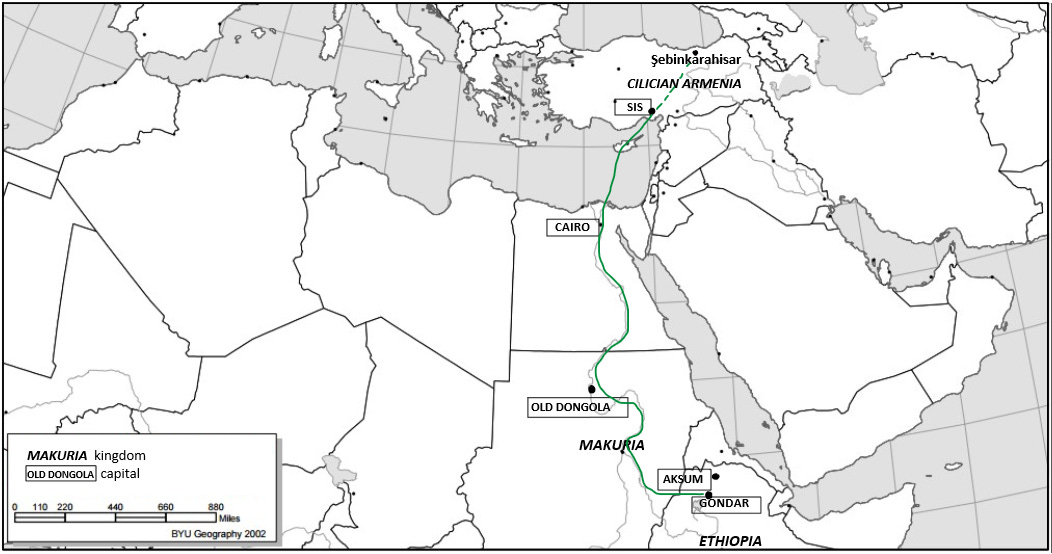 Şebinkarahisar
CILICIAN ARMENIA
SIS
CAIRO
OLD DONGOLA
MAKURIA
AKSUM
GONDAR
ETHIOPIA
MAKURIA kingdom
OLD DONGOLA capital
0 110 220 440 660 880
Miles
BYU Geography 2002